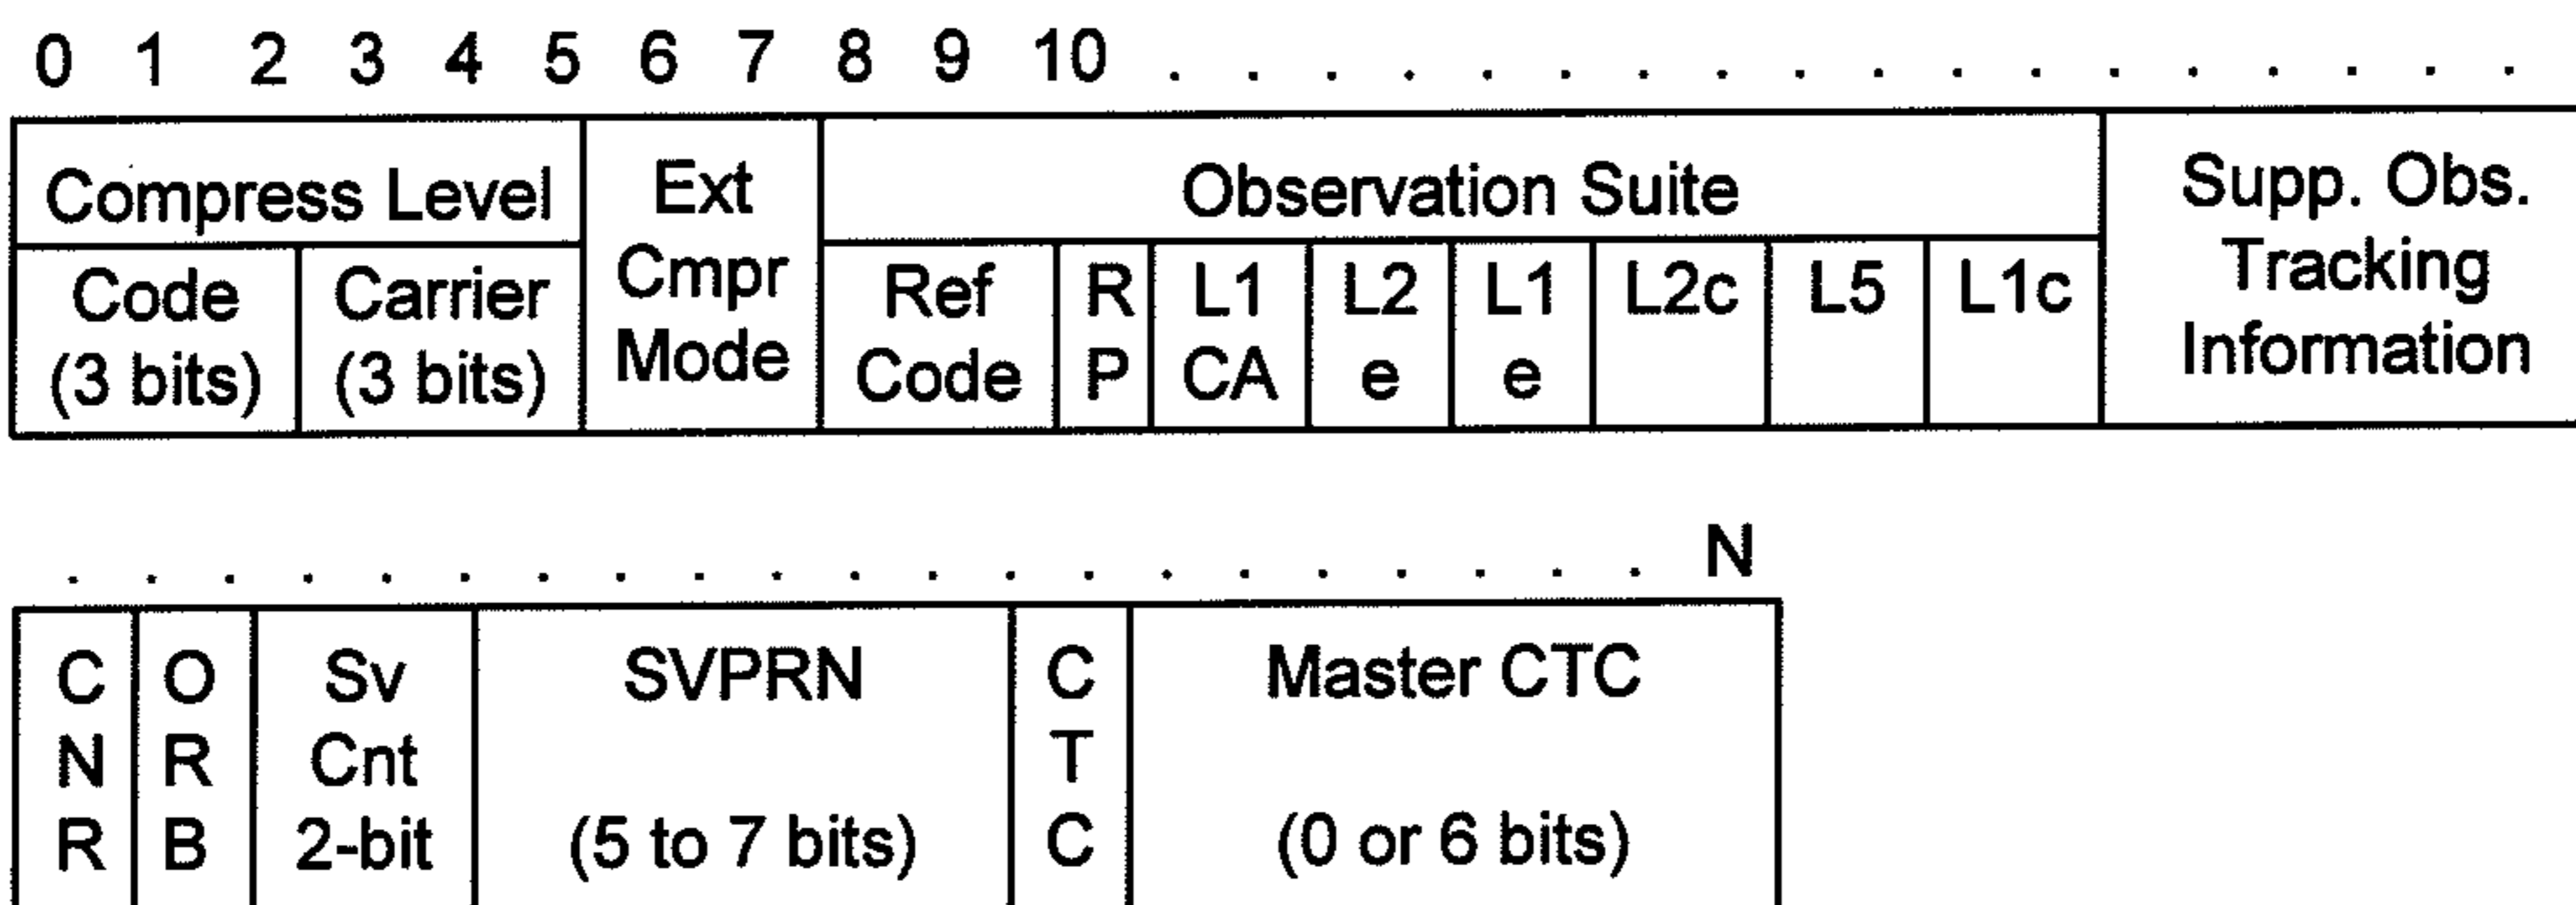 0 1 2 3 4 5 6 7 8 9 10 . . . . . . . . . . . . . . . . . .
Compress Level
Code
(3 bits)
Carrier
(3 bits)
Ext
Cmpr
Mode
Observation Suite
Ref
Code
R
P
L1
CA
L2
e
L1
e
L2c
L5
L1c
Supp. Obs.
Tracking
Information
. . . . . . . . . . . . . . . . . . . . . N
C
N
R
O
R
B
Sv
Cnt
2-bit
SVPRN
(5 to 7 bits)
C
T
C
Master CTC
(0 or 6 bits)